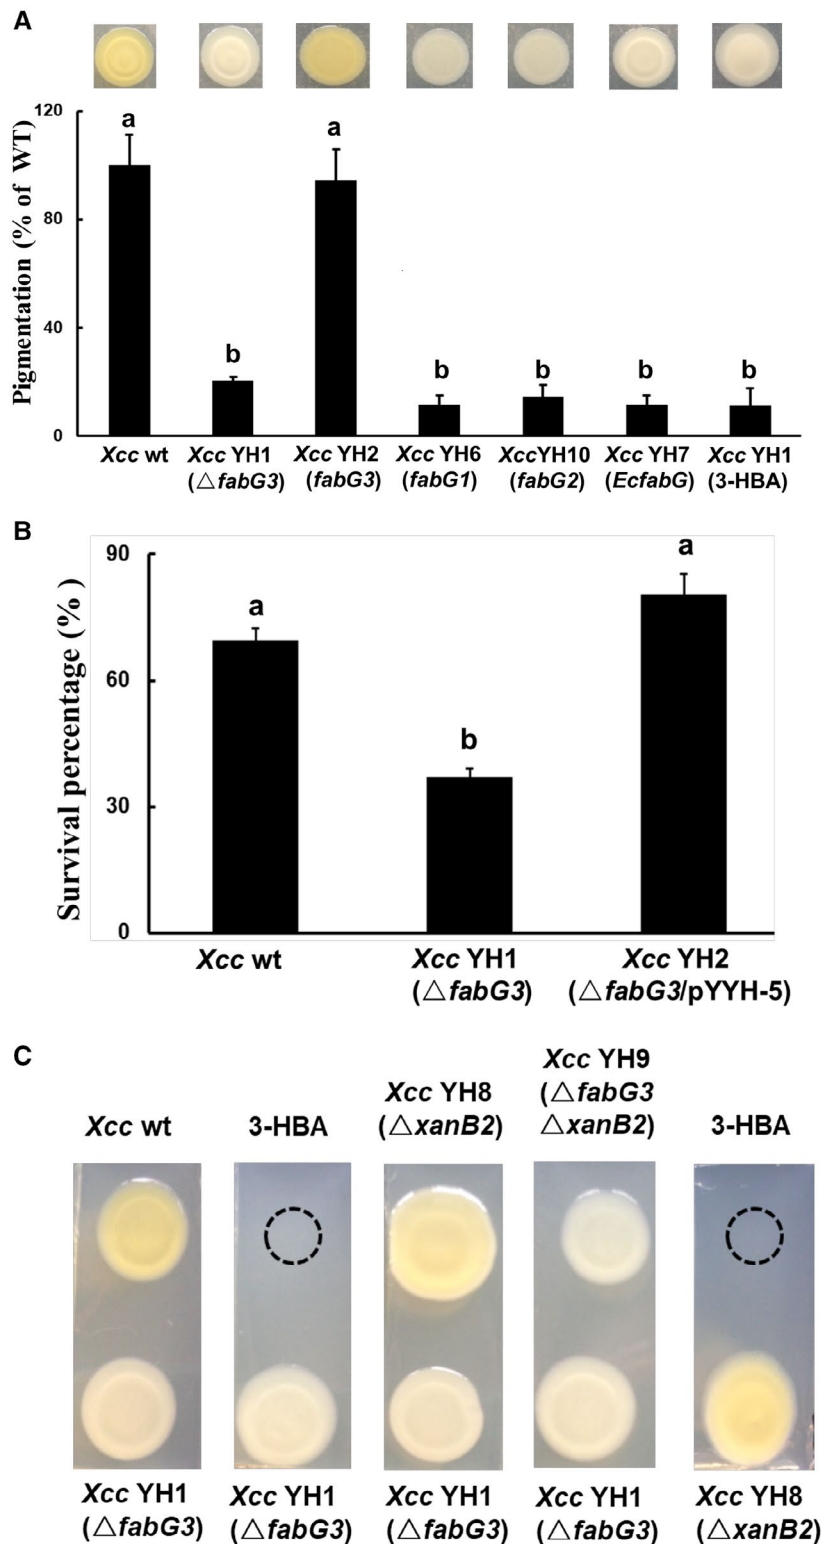 A
Pigmentation (% of WT)
120
80
40
0
a
b
a
b
b
b
b
Xcc wt
Xcc YH1
(△fabG3)
Xcc YH2
(fabG3)
Xcc YH6
(fabG1)
XccYH10
(fabG2)
Xcc YH7
(EcfabG)
Xcc YH1
(3-HBA)
B
Survival percentage (% )
90
60
30
0
a
b
a
Xcc wt
Xcc YH1
(△fabG3)
Xcc YH2
(△fabG3/pYYH-5)
C
Xcc wt
3-HBA
Xcc YH8
(△xanB2)
Xcc YH9
(△fabG3
△xanB2)
3-HBA
Xcc YH1
(△fabG3)
Xcc YH1
(△fabG3)
Xcc YH1
(△fabG3)
Xcc YH1
(△fabG3)
Xcc YH8
(△xanB2)